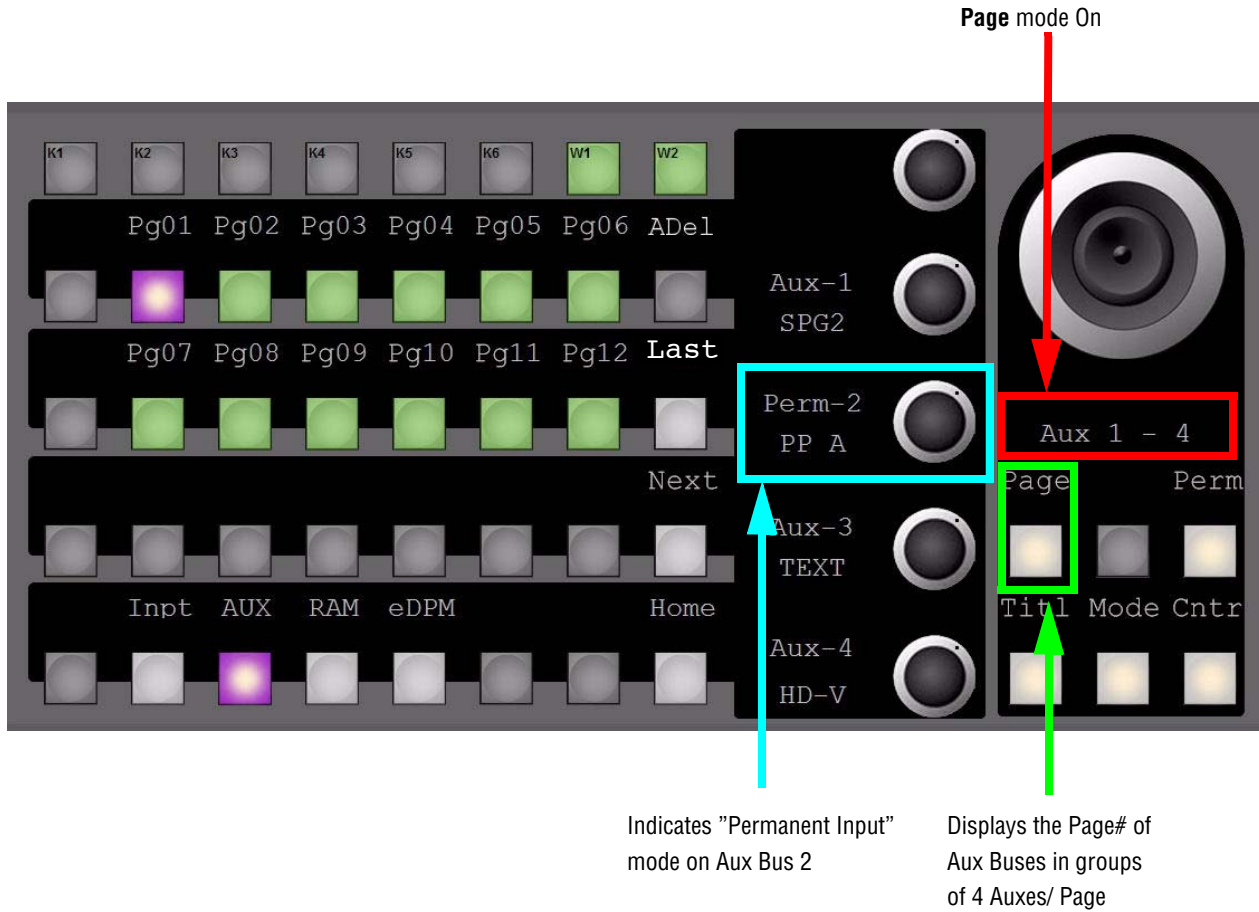 Page mode On
K1 K2 K3 K4 K5 K6 W1 W2
Pg01 Pg02 Pg03 Pg04 Pg05 Pg06 ADel
Aux-1
SPG2
Pg07 Pg08 Pg09 Pg10 Pg11 Pg12 Last
Perm-2
PP A
Aux 1 - 4
Next
Page Perm
Aux-3
TEXT
Inpt AUX RAM eDPM Home
Titl Mode Cntr
Aux-4
HD-V
Indicates ”Permanent Input”
mode on Aux Bus 2
Displays the Page# of
Aux Buses in groups
of 4 Auxes/ Page